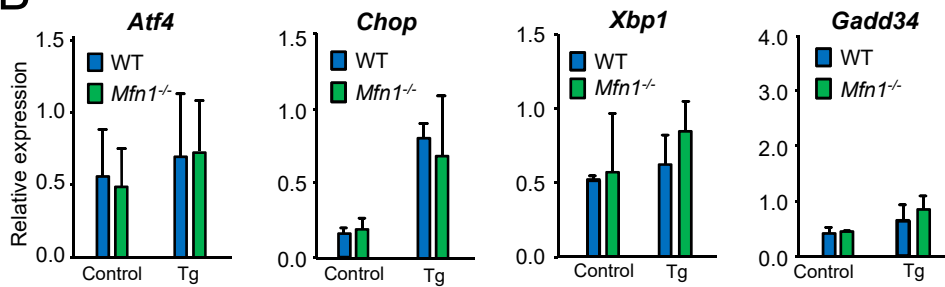 B
Atf4
1.5
1.0
0.5
0.0
Relative expression
WT
Mfn1-/-
Control Tg
Chop
1.5
1.0
0.5
0.0
WT
Mfn1-/-
Control Tg
Xbp1
1.5
1.0
0.5
0.0
WT
Mfn1-/-
Control Tg
Gadd34
4.0
3.0
2.0
1.0
0.0
WT
Mfn1-/-
Control Tg